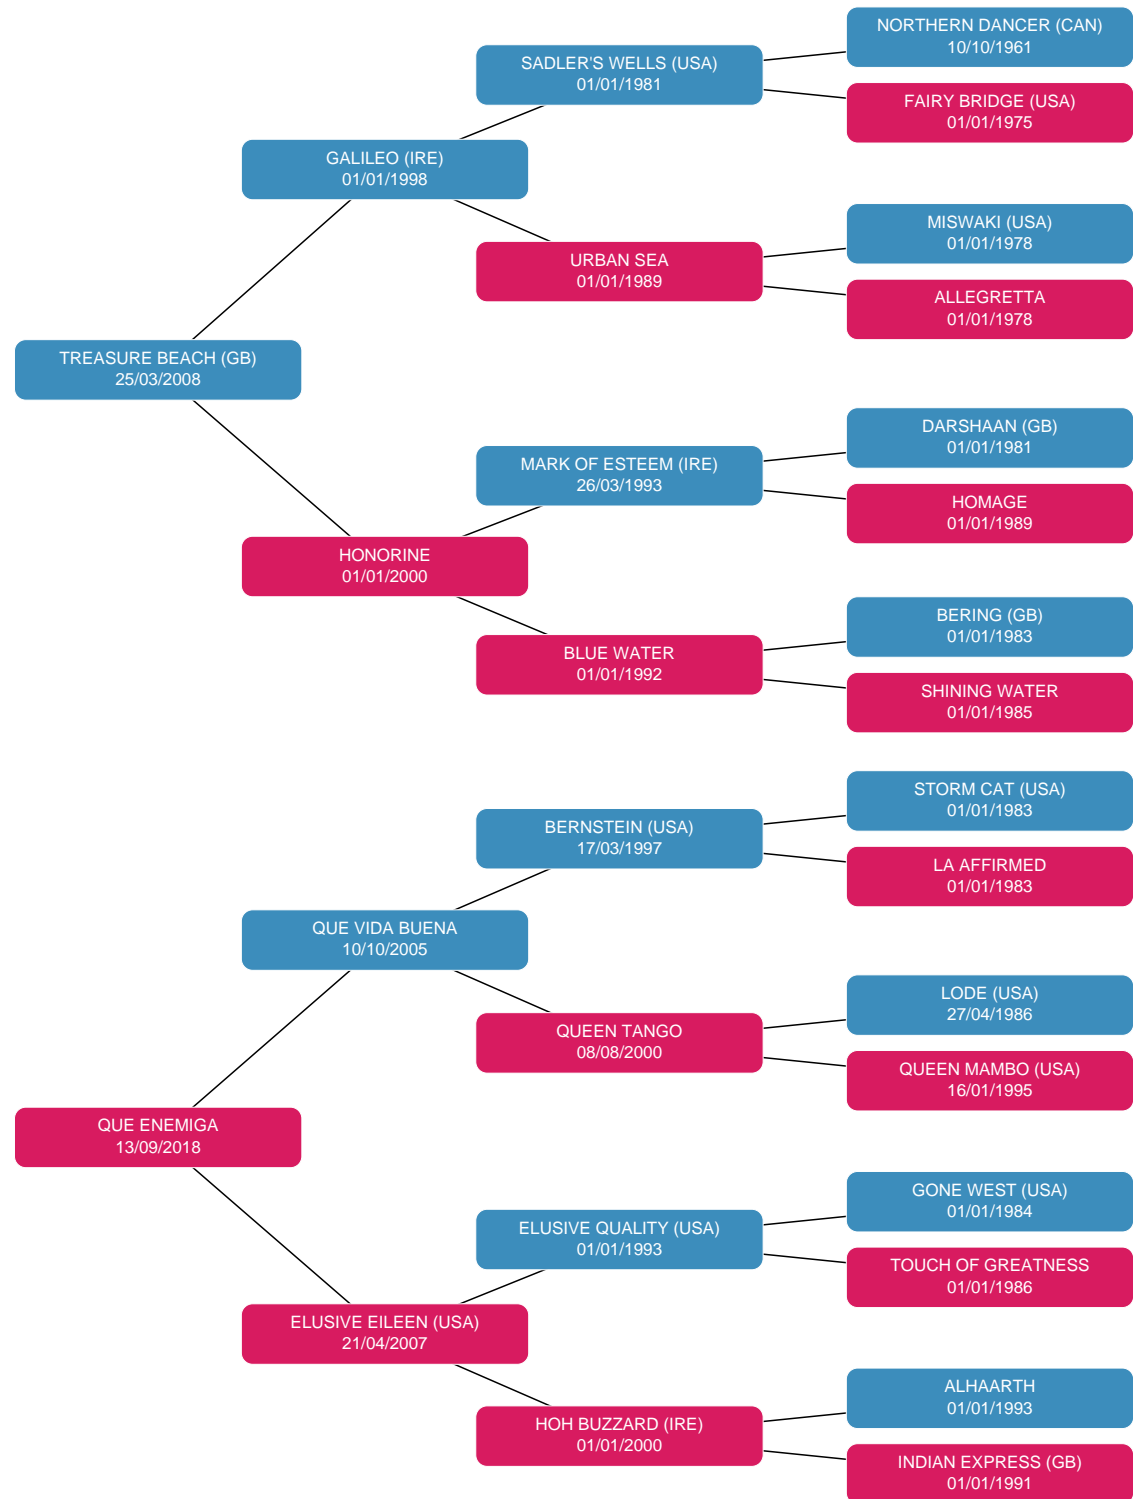 NORTHERN DANCER (CAN)
10/10/1961
SADLER'S WELLS (USA)
01/01/1981
FAIRY BRIDGE (USA)
01/01/1975
GALILEO (IRE)
01/01/1998
MISWAKI (USA)
01/01/1978
URBAN SEA
01/01/1989
ALLEGRETTA
01/01/1978
TREASURE BEACH (GB)
25/03/2008
DARSHAAN (GB)
01/01/1981
MARK OF ESTEEM (IRE)
26/03/1993
HOMAGE
01/01/1989
HONORINE
01/01/2000
BERING (GB)
01/01/1983
BLUE WATER
01/01/1992
SHINING WATER
01/01/1985
STORM CAT (USA)
01/01/1983
BERNSTEIN (USA)
17/03/1997
LA AFFIRMED
01/01/1983
QUE VIDA BUENA
10/10/2005
LODE (USA)
27/04/1986
QUEEN TANGO
08/08/2000
QUEEN MAMBO (USA)
16/01/1995
QUE ENEMIGA
13/09/2018
GONE WEST (USA)
01/01/1984
ELUSIVE QUALITY (USA)
01/01/1993
TOUCH OF GREATNESS
01/01/1986
ELUSIVE EILEEN (USA)
21/04/2007
ALHAARTH
01/01/1993
HOH BUZZARD (IRE)
01/01/2000
INDIAN EXPRESS (GB)
01/01/1991